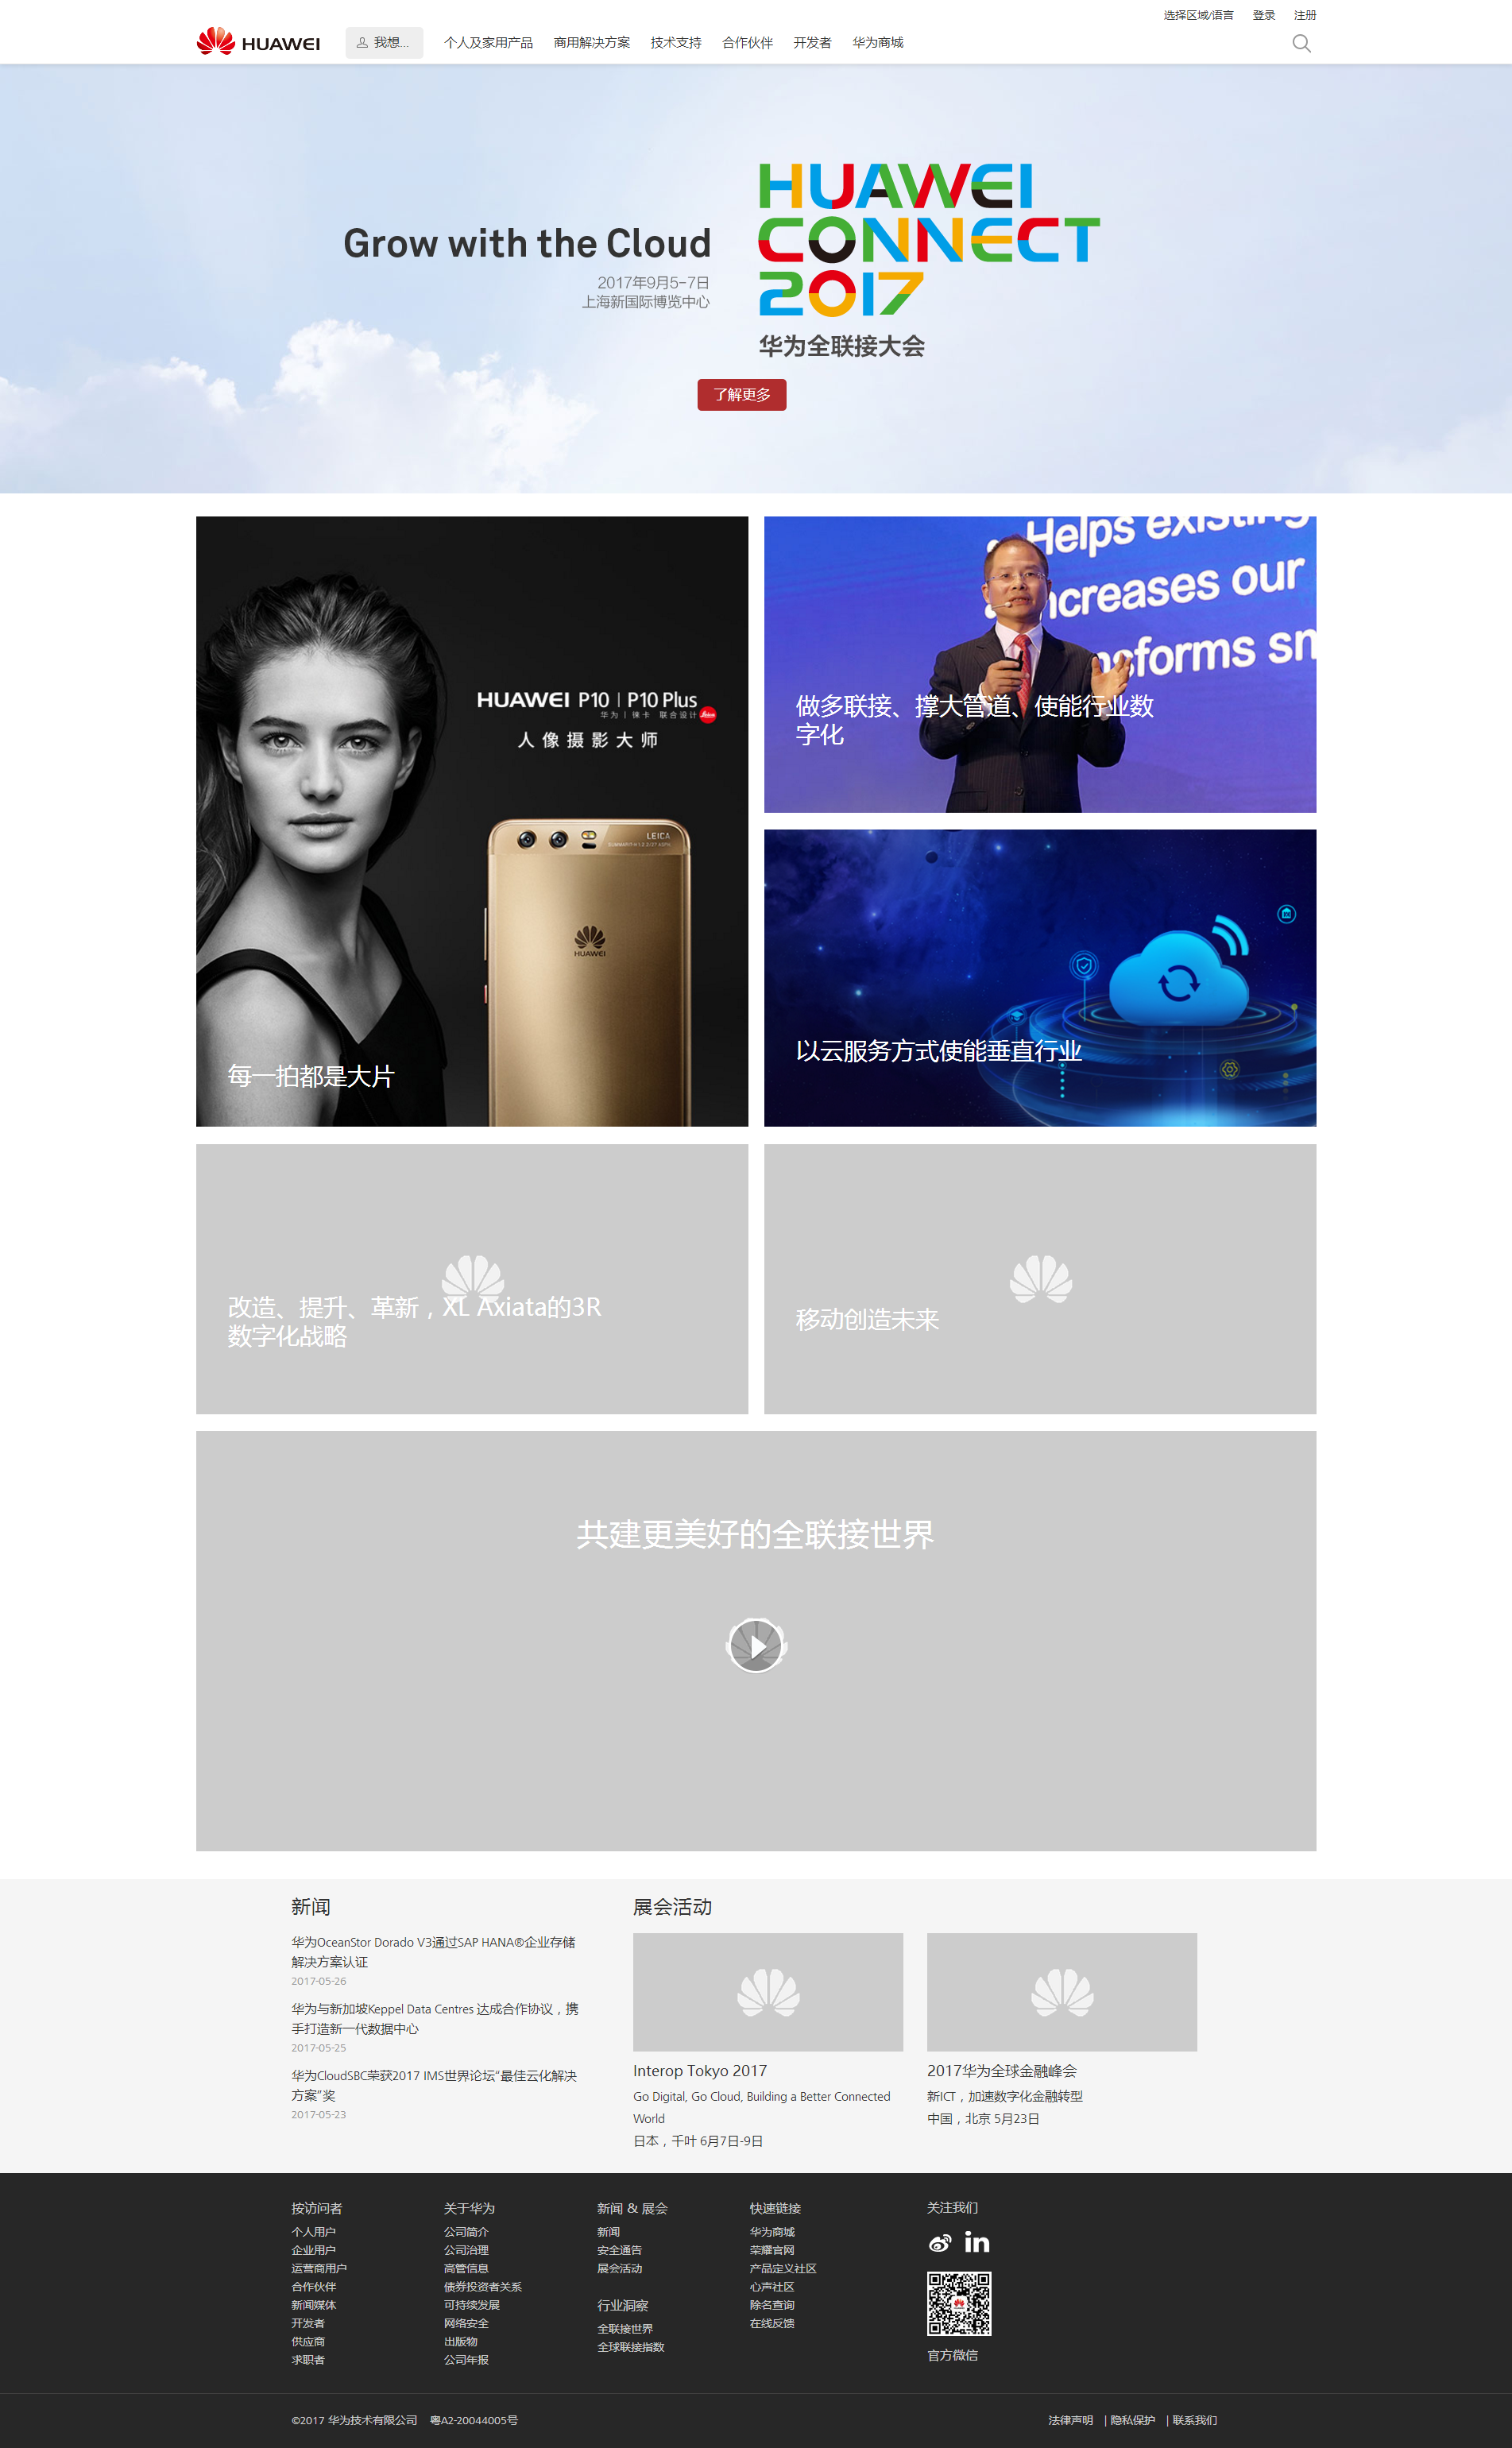 选择区域/语言 登录 注册
HUAWEI 我想... 个人及家用产品 商用解决方案 技术支持 合作伙伴 开发者 华为商城
Grow with the Cloud
2017年9月5-7日
上海新国际博览中心
HUAWEI
CONNECT
2017
华为全联接大会
了解更多
HUAWEI P10 | P10 Plus
华为 | 徕卡 联合设计
人像摄影大师
LEICA
HUAWEI
每一拍都是大片
Helps existing
ncreases our
nsforms sm
做多联接、撑大管道、使能行业数
字化
以云服务方式使能垂直行业
改造、提升、革新，XL Axiata的3R
数字化战略
移动创造未来
共建更美好的全联接世界
新闻
华为OceanStor Dorado V3通过SAP HANA®企业存储
解决方案认证
2017-05-26
华为与新加坡Keppel Data Centres 达成合作协议，携
手打造新一代数据中心
2017-05-25
华为CloudSBC荣获2017 IMS世界论坛“最佳云化解决
方案”奖
2017-05-23
展会活动
Interop Tokyo 2017
Go Digital, Go Cloud, Building a Better Connected
World
日本，千叶 6月7日-9日
2017华为全球金融峰会
新ICT，加速数字化金融转型
中国，北京 5月23日
按访问者
个人用户
企业用户
运营商用户
合作伙伴
新闻媒体
开发者
供应商
求职者
关于华为
公司简介
公司治理
高管信息
债券投资者关系
可持续发展
网络安全
出版物
公司年报
新闻 & 展会
新闻
安全通告
展会活动
行业洞察
全联接世界
全球联接指数
快速链接
华为商城
荣耀官网
产品定义社区
心声社区
除名查询
在线反馈
关注我们
官方微信
©2017 华为技术有限公司 粤A2-20044005号
法律声明 | 隐私保护 | 联系我们